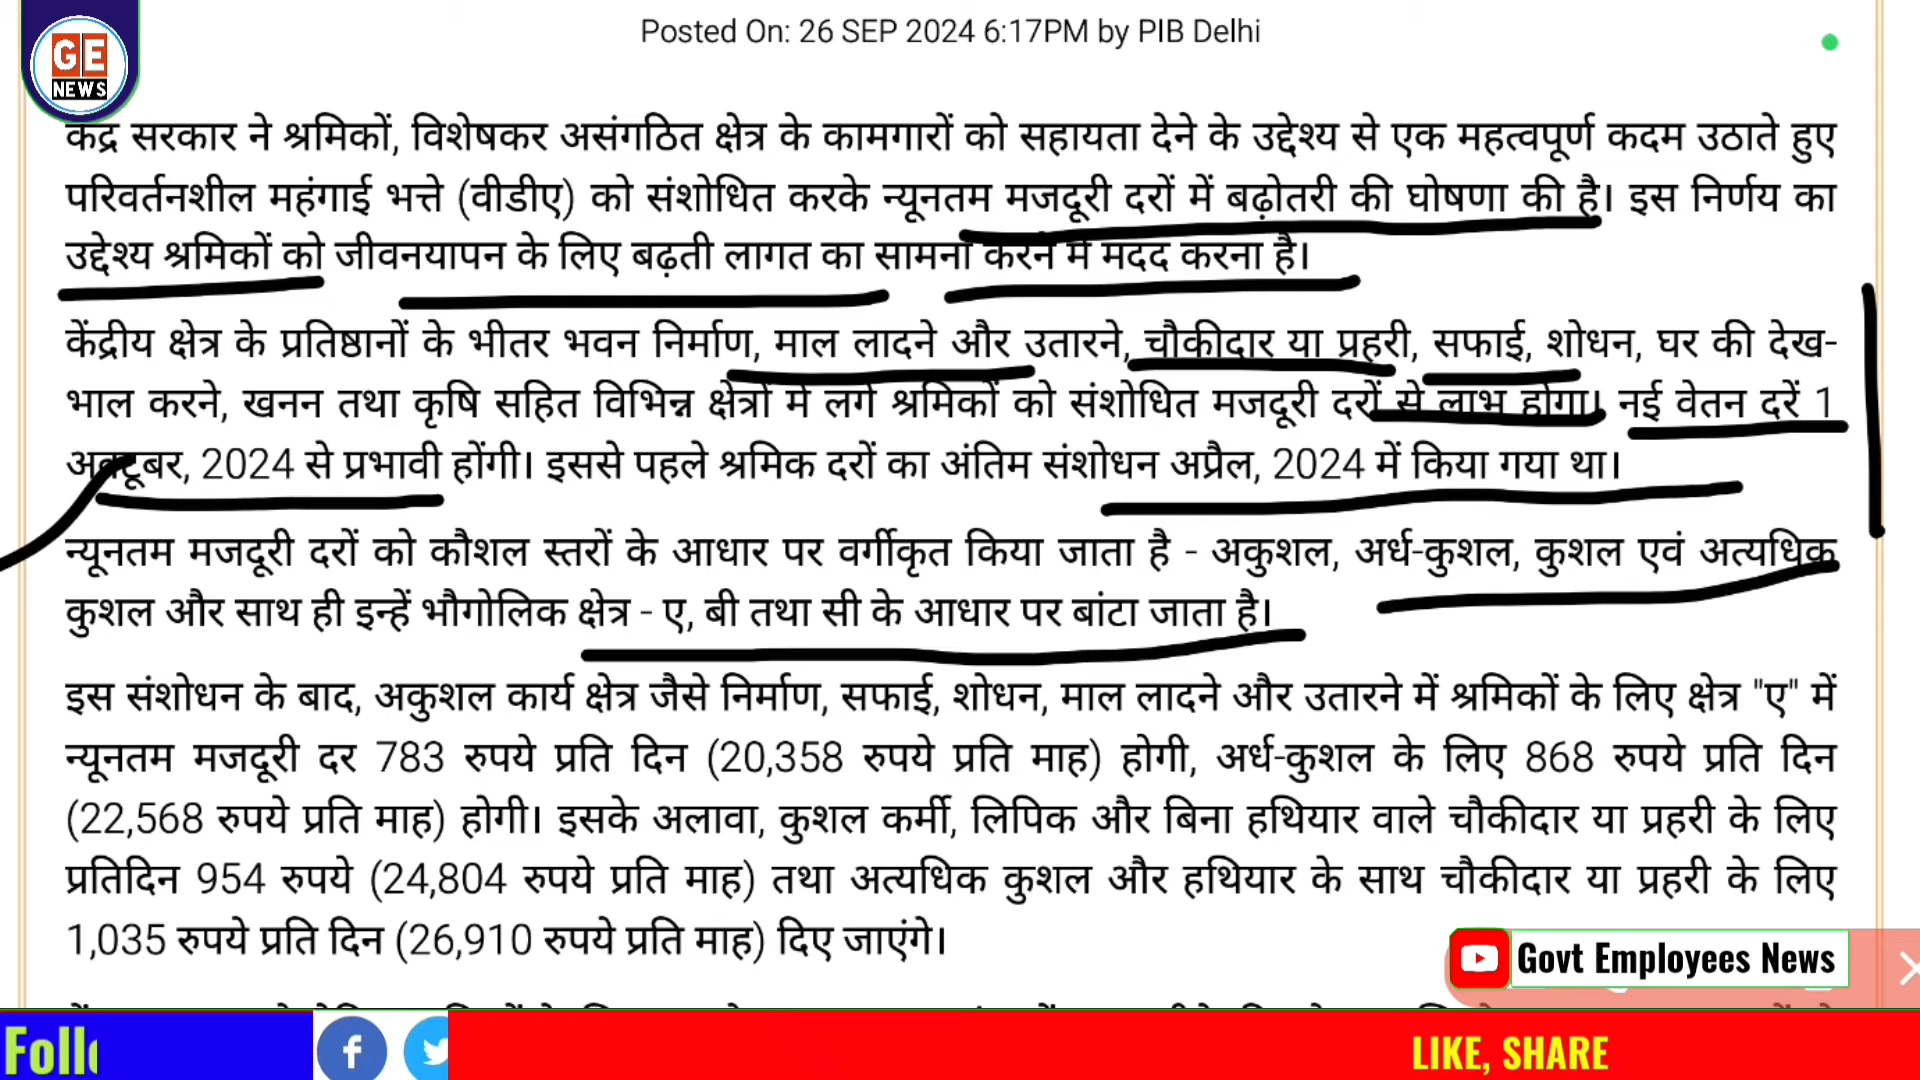 GE
NEWS
Posted On: 26 SEP 2024 6:17PM by PIB Delhi
केंद्र सरकार ने श्रमिकों, विशेषकर असंगठित क्षेत्र के कामगारों को सहायता देने के उद्देश्य से एक महत्वपूर्ण कदम उठाते हुए
परिवर्तनशील महंगाई भत्ते (वीडीए) को संशोधित करके न्यूनतम मजदूरी दरों में बढ़ोतरी की घोषणा की है। इस निर्णय का
उद्देश्य श्रमिकों को जीवनयापन के लिए बढ़ती लागत का सामना करने में मदद करना है।
केंद्रीय क्षेत्र के प्रतिष्ठानों के भीतर भवन निर्माण, माल लादने और उतारने, चौकीदार या प्रहरी, सफाई, शोधन, घर की देख-
भाल करने, खनन तथा कृषि सहित विभिन्न क्षेत्रों में लगे श्रमिकों को संशोधित मजदूरी दरों से लाभ होगा। नई वेतन दरें 1
अक्टूबर, 2024 से प्रभावी होंगी। इससे पहले श्रमिक दरों का अंतिम संशोधन अप्रैल, 2024 में किया गया था।
न्यूनतम मजदूरी दरों को कौशल स्तरों के आधार पर वर्गीकृत किया जाता है - अकुशल, अर्ध-कुशल, कुशल एवं अत्यधिक
कुशल और साथ ही इन्हें भौगोलिक क्षेत्र - ए, बी तथा सी के आधार पर बांटा जाता है।
इस संशोधन के बाद, अकुशल कार्य क्षेत्र जैसे निर्माण, सफाई, शोधन, माल लादने और उतारने में श्रमिकों के लिए क्षेत्र "ए" में
न्यूनतम मजदूरी दर 783 रुपये प्रति दिन (20,358 रुपये प्रति माह) होगी, अर्ध-कुशल के लिए 868 रुपये प्रति दिन
(22,568 रुपये प्रति माह) होगी। इसके अलावा, कुशल कर्मी, लिपिक और बिना हथियार वाले चौकीदार या प्रहरी के लिए
प्रतिदिन 954 रुपये (24,804 रुपये प्रति माह) तथा अत्यधिक कुशल और हथियार के साथ चौकीदार या प्रहरी के लिए
1,035 रुपये प्रति दिन (26,910 रुपये प्रति माह) दिए जाएंगे।
Govt Employees News
LIKE, SHARE